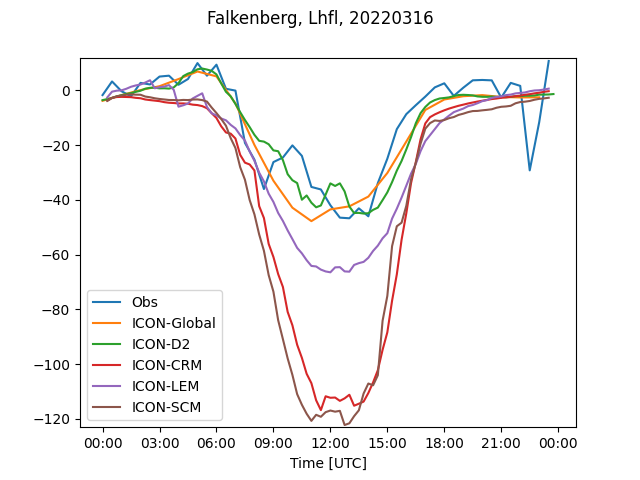 Falkenberg, Lhfl, 20220316
0
−20
−40
−60
−80
−100
−120
Obs
ICON-Global
ICON-D2
ICON-CRM
ICON-LEM
ICON-SCM
00:00 03:00 06:00 09:00 12:00 15:00 18:00 21:00 00:00
Time [UTC]